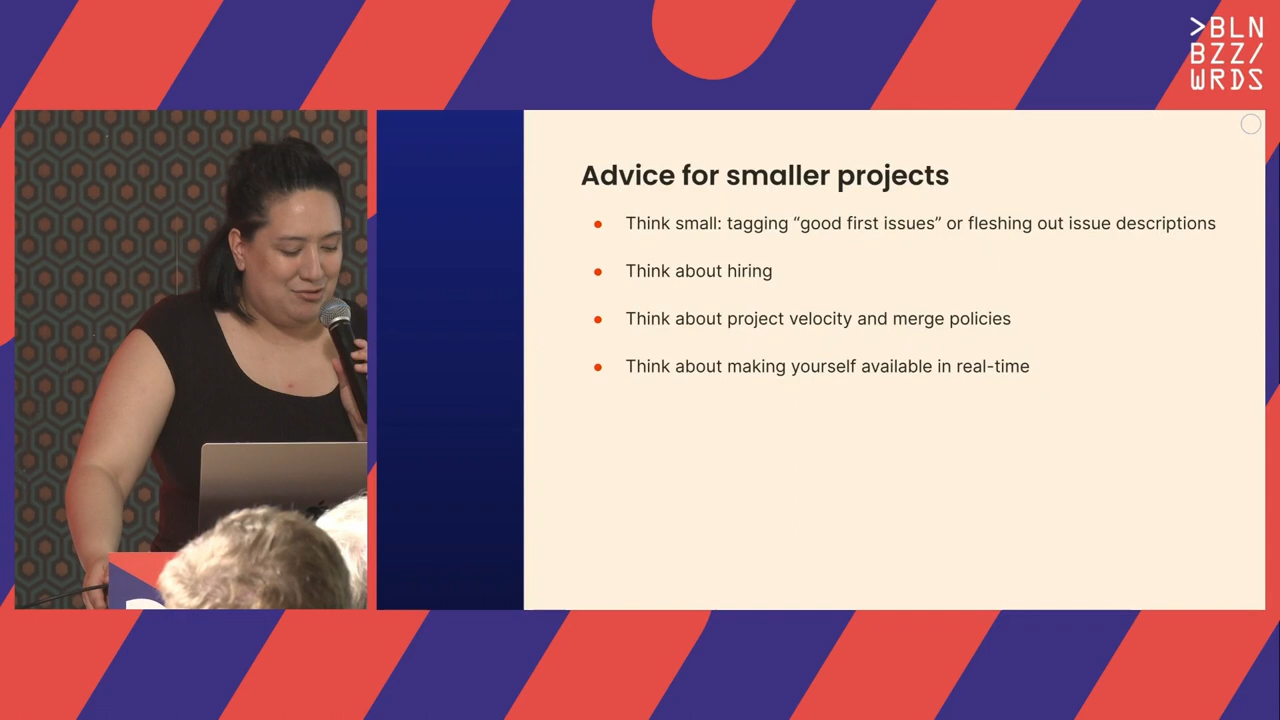 >BLN
BZZ/
WRDS
Advice for smaller projects
Think small: tagging “good first issues” or fleshing out issue descriptions
Think about hiring
Think about project velocity and merge policies
Think about making yourself available in real-time